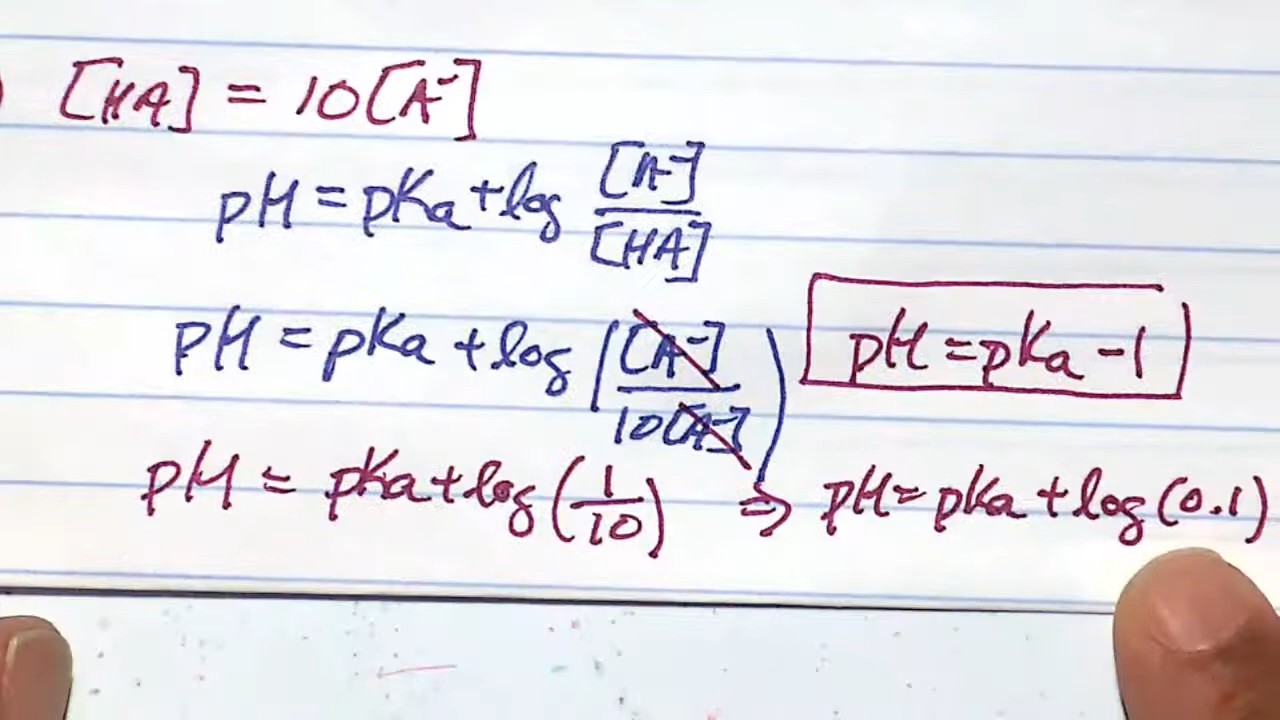 ) [HA] = 10[A⁻]
pH = pKa + log [A⁻]/[HA]
pH = pKa + log ([A⁻]/10[A⁻])
pH = pKa - 1
pH = pKa + log (1/10) ⇒ pH = pKa + log (0.1)